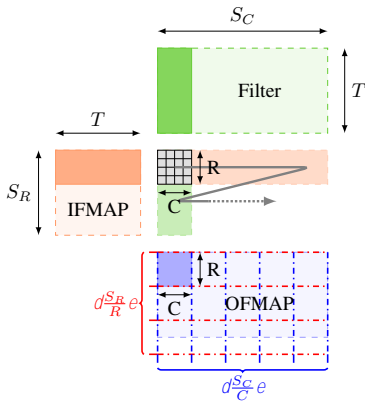 S_C
Filter
T
T
R
S_R
IFMAP
C
R
d S_R/R e
OFMAP
C
d S_C/C e